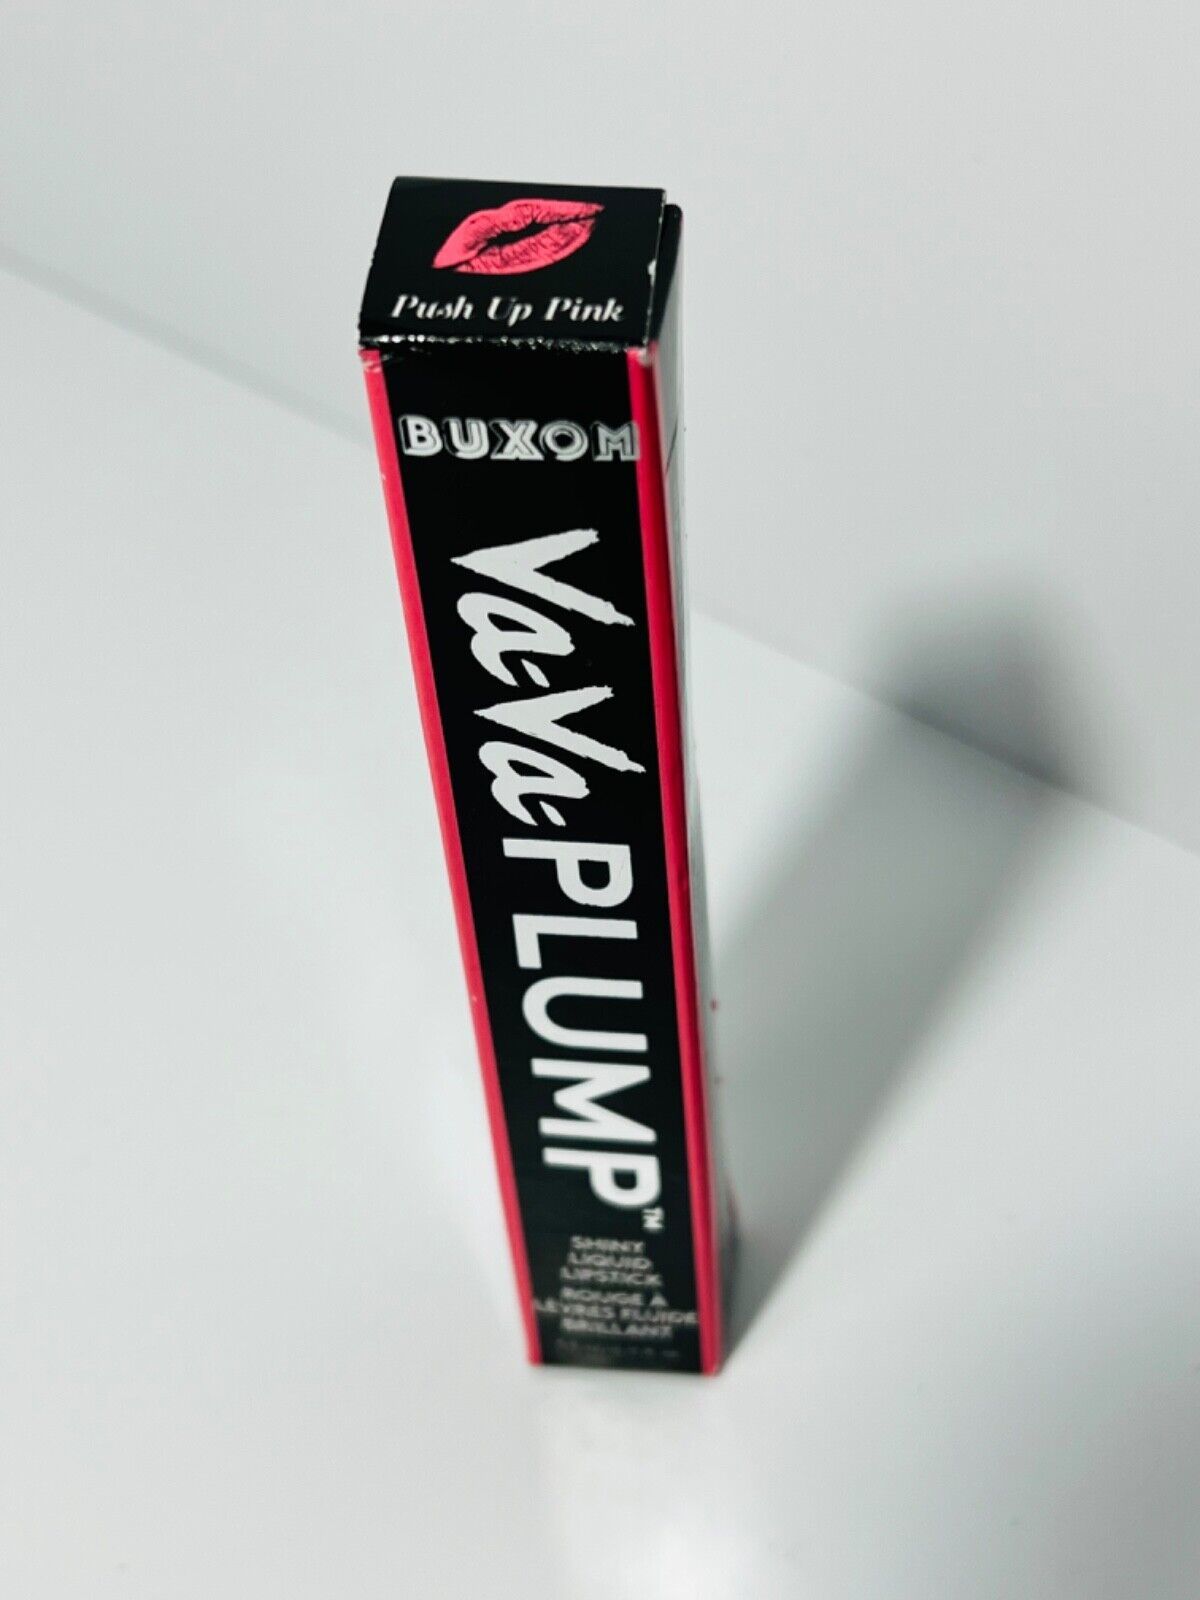 Push Up Pink
BUXOM
Va-Va-PLUMP™
SHINY
LIQUID
LIPSTICK
ROUGE À
LÈVRES FLUIDE
BRILLANT